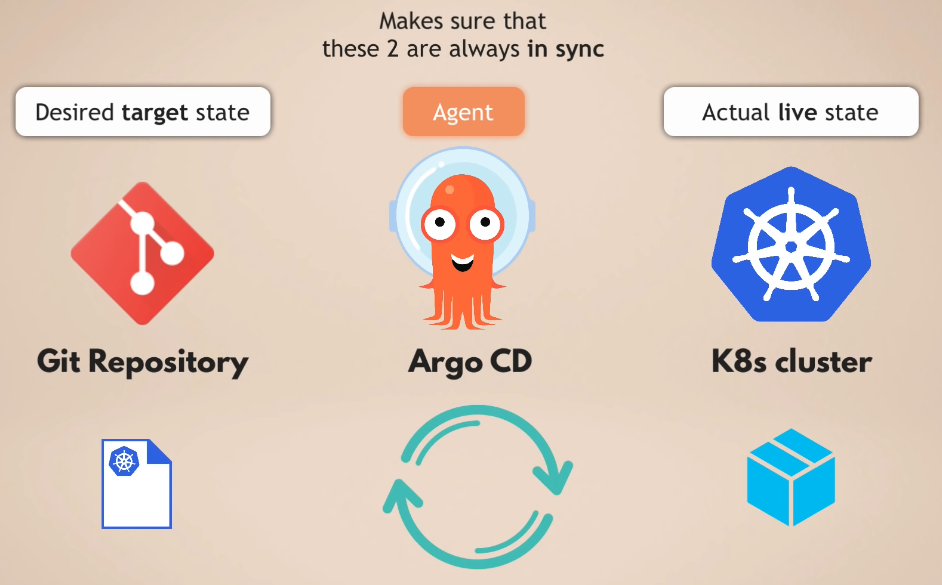 Makes sure that
these 2 are always in sync
Desired target state
Agent
Actual live state
Git Repository
Argo CD
K8s cluster